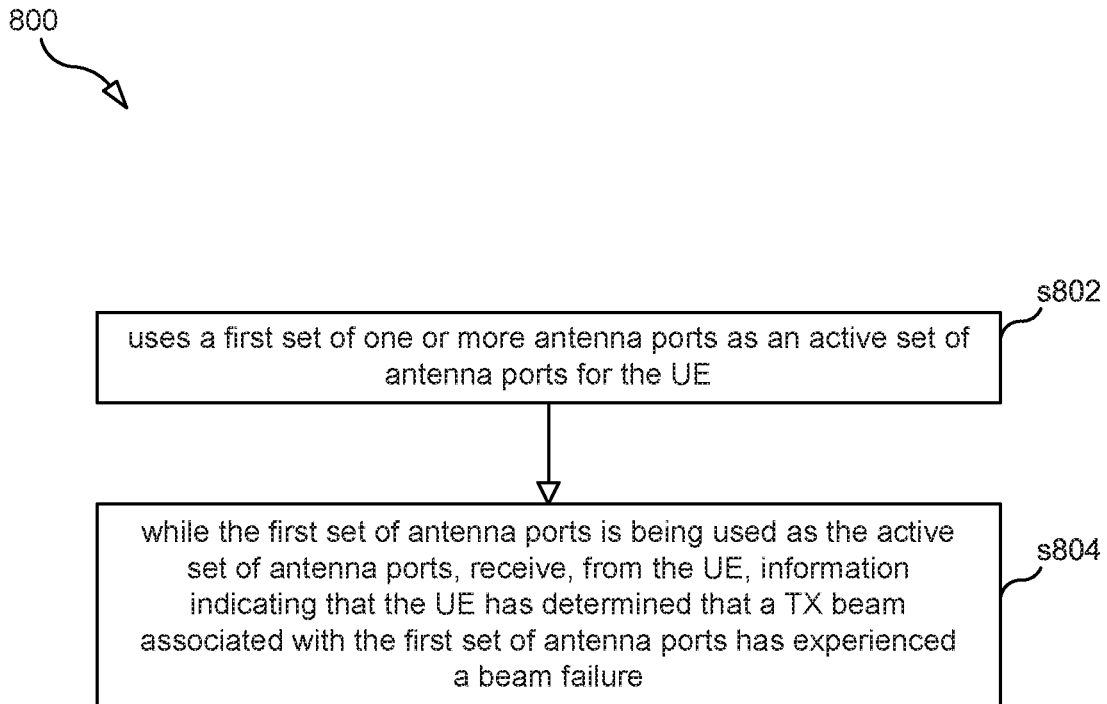 800
s802
uses a first set of one or more antenna ports as an active set of
antenna ports for the UE
s804
while the first set of antenna ports is being used as the active
set of antenna ports, receive, from the UE, information
indicating that the UE has determined that a TX beam
associated with the first set of antenna ports has experienced
a beam failure